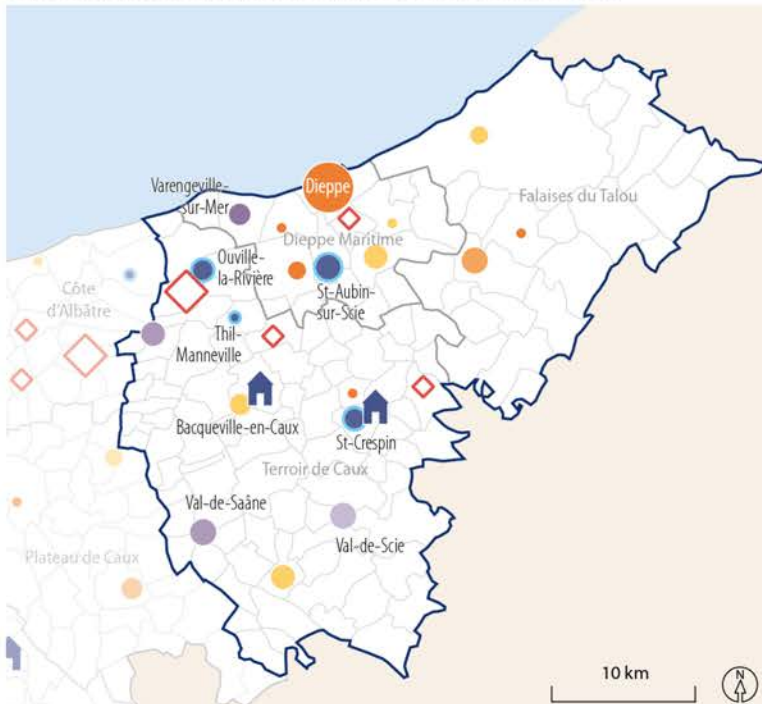 Varengeville-
sur-Mer
Dieppe
Falaises du Talou
Dieppe Maritime
Ouville-
la-Rivière
St-Aubin-
sur-Scie
Côte
d'Albâtre
Thil-
Manneville
Bacqueville-en-Caux
St-Crespin
Terroir de Caux
Val-de-Saâne
Val-de-Scie
Plateau de Caux
10 km
N